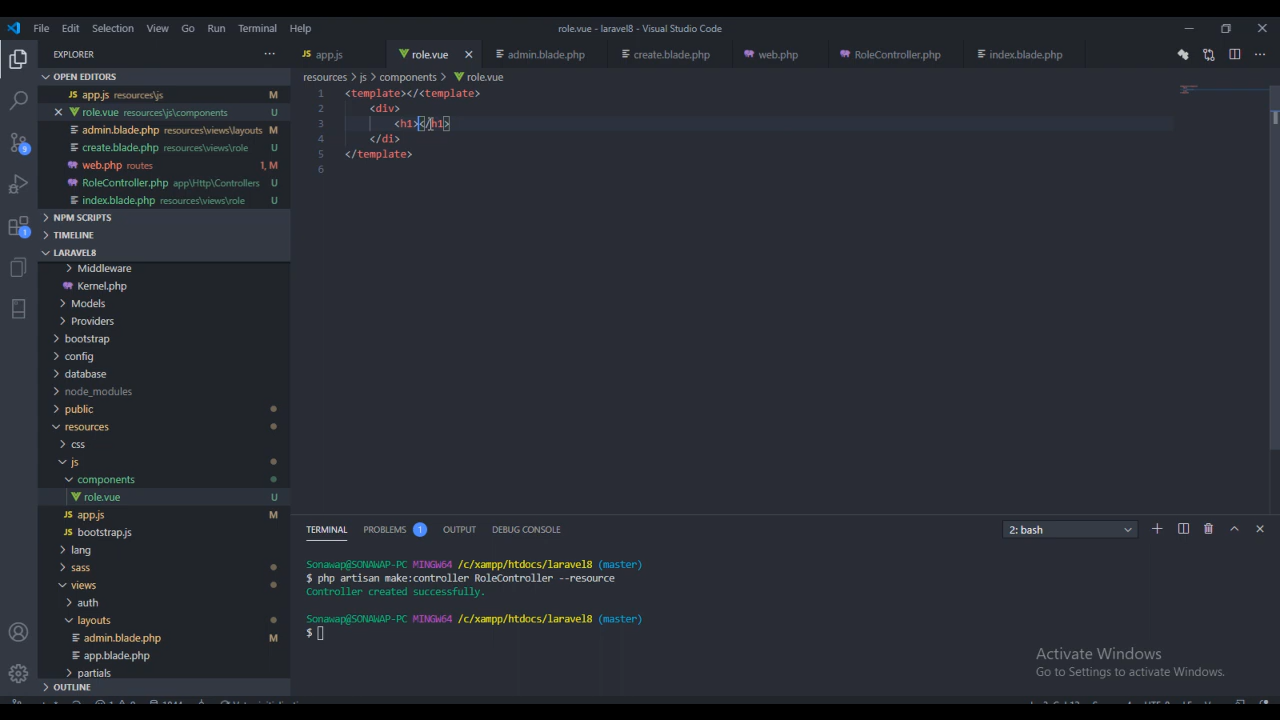 File Edit Selection View Go Run Terminal Help role.vue - laravel8 - Visual Studio Code
EXPLORER
app.js role.vue admin.blade.php create.blade.php web.php RoleController.php index.blade.php
resources > js > components > role.vue
OPEN EDITORS
JS app.js resources\js M
role.vue resources\js\components U
admin.blade.php resources\views\layouts M
create.blade.php resources\views\role U
web.php routes 1, M
RoleController.php app\Http\Controllers U
index.blade.php resources\views\role U
NPM SCRIPTS
TIMELINE
LARAVEL8
Middleware
Kernel.php
Models
Providers
bootstrap
config
database
node_modules
public
resources
css
js
components
role.vue U
JS app.js M
JS bootstrap.js
lang
sass
views
auth
layouts
admin.blade.php M
app.blade.php
partials
OUTLINE
9
1
1 <template></<template>
2 <div>
3 <h1></h1>
4 </di>
5 </template>
6
TERMINAL PROBLEMS 1 OUTPUT DEBUG CONSOLE 2: bash
Sonawap@SONAWAP-PC MINGW64 /c/xampp/htdocs/laravel8 (master)
$ php artisan make:controller RoleController --resource
Controller created successfully.
Sonawap@SONAWAP-PC MINGW64 /c/xampp/htdocs/laravel8 (master)
$
Activate Windows
Go to Settings to activate Windows.